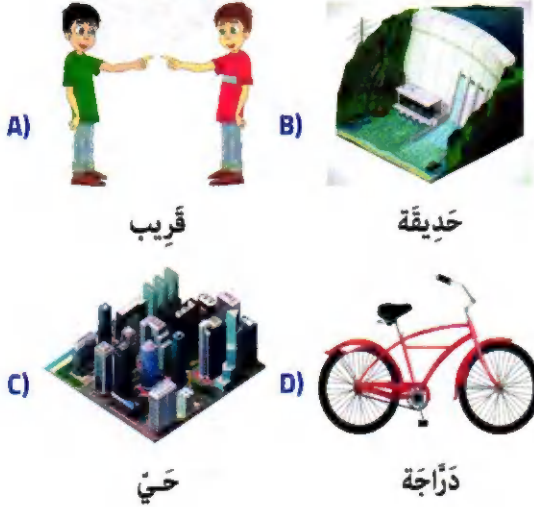 A)
B)
قَرِيب
حَدِيقَة
C)
D)
حَيّ
دَرَّاجَة